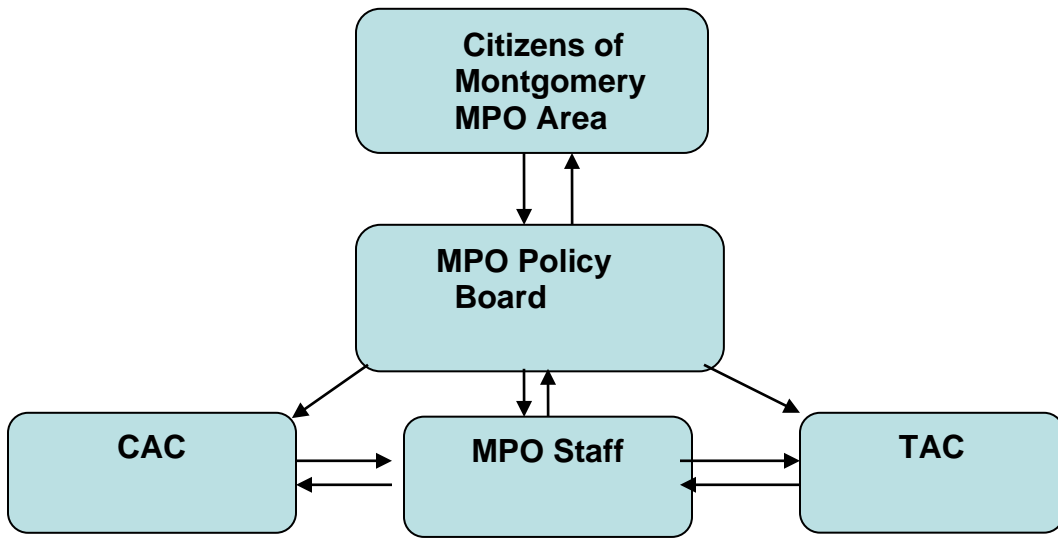 Citizens of
Montgomery
MPO Area
MPO Policy
Board
CAC
MPO Staff
TAC